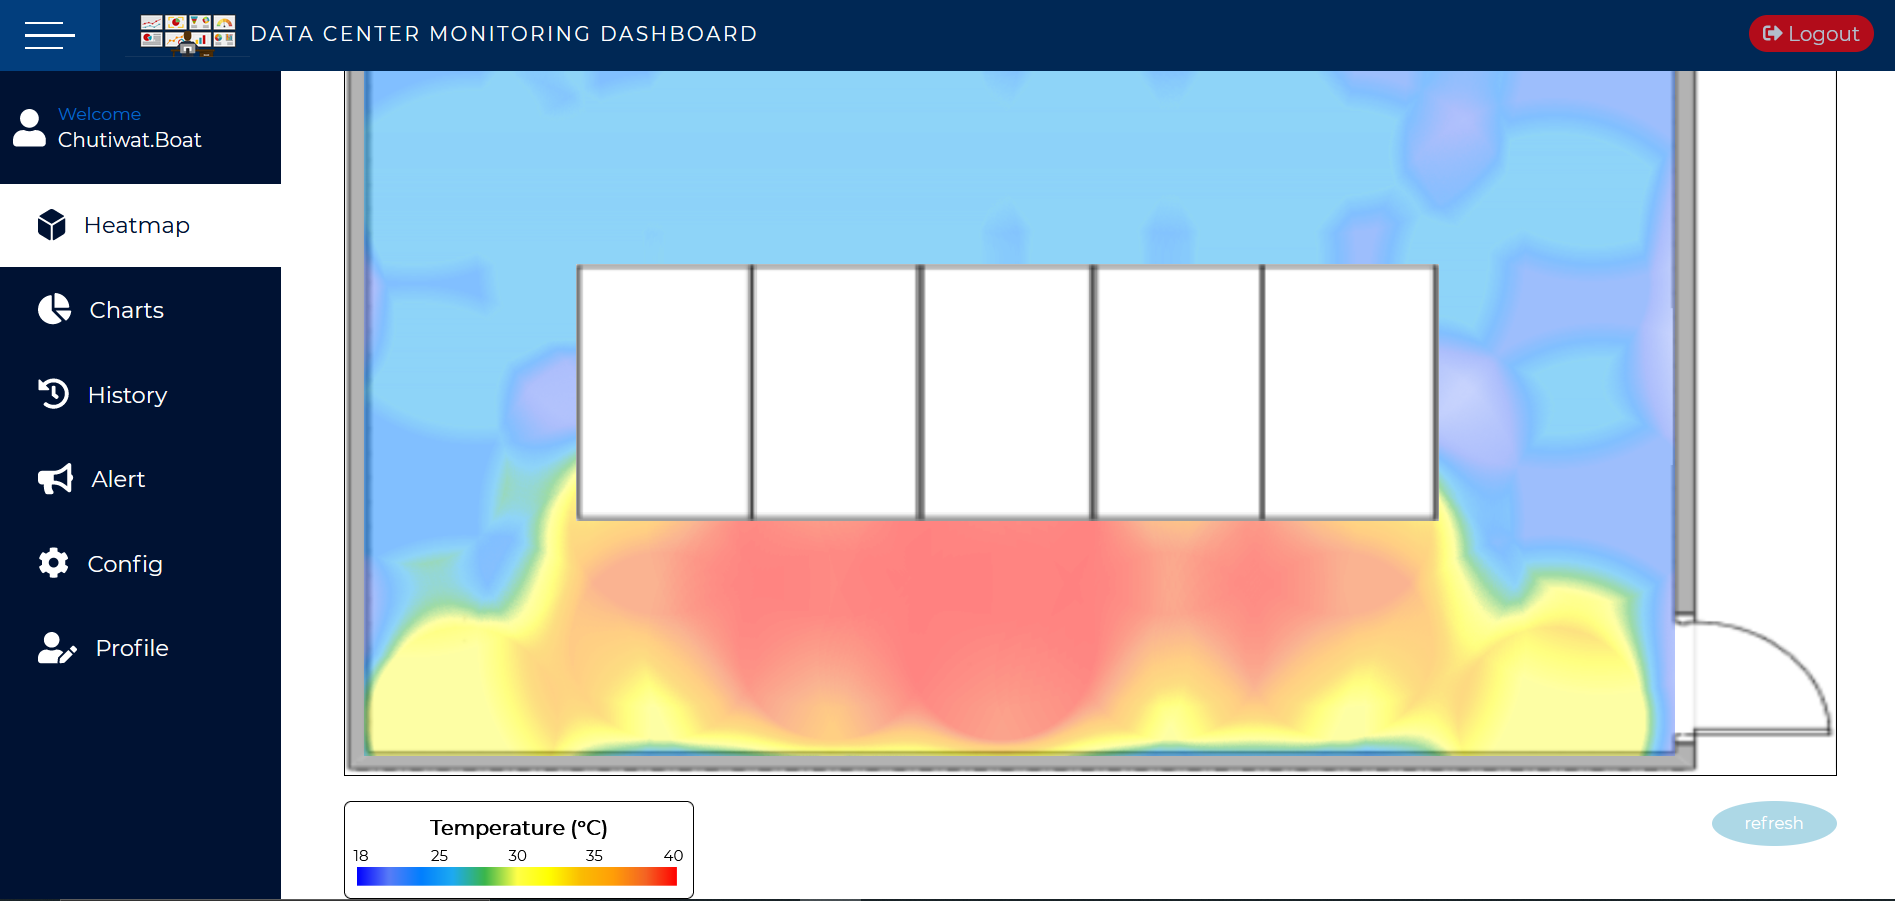 DATA CENTER MONITORING DASHBOARD
Logout
Welcome
Chutiwat.Boat
Heatmap
Charts
History
Alert
Config
Profile
Temperature (°C)
18 25 30 35 40
refresh